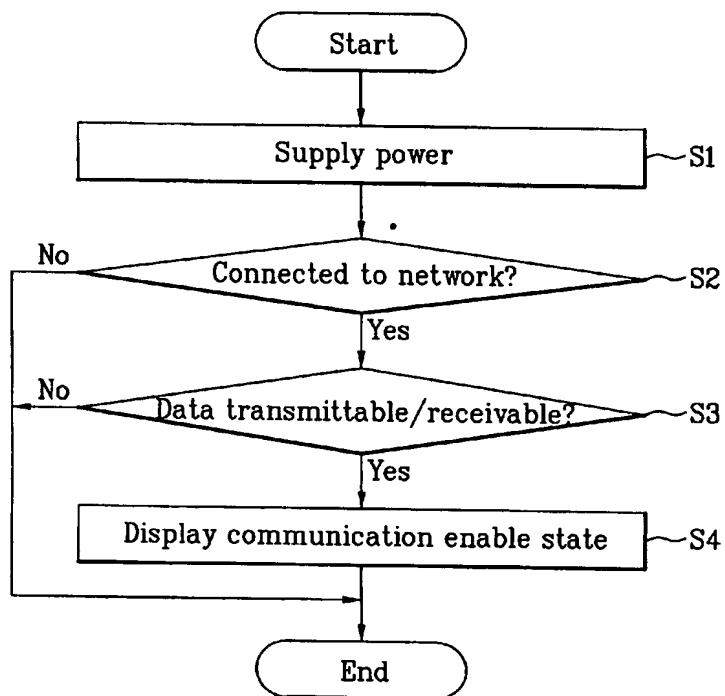 Start
Supply power
S1
Connected to network?
S2
No
Yes
Data transmittable/receivable?
S3
No
Yes
Display communication enable state
S4
End